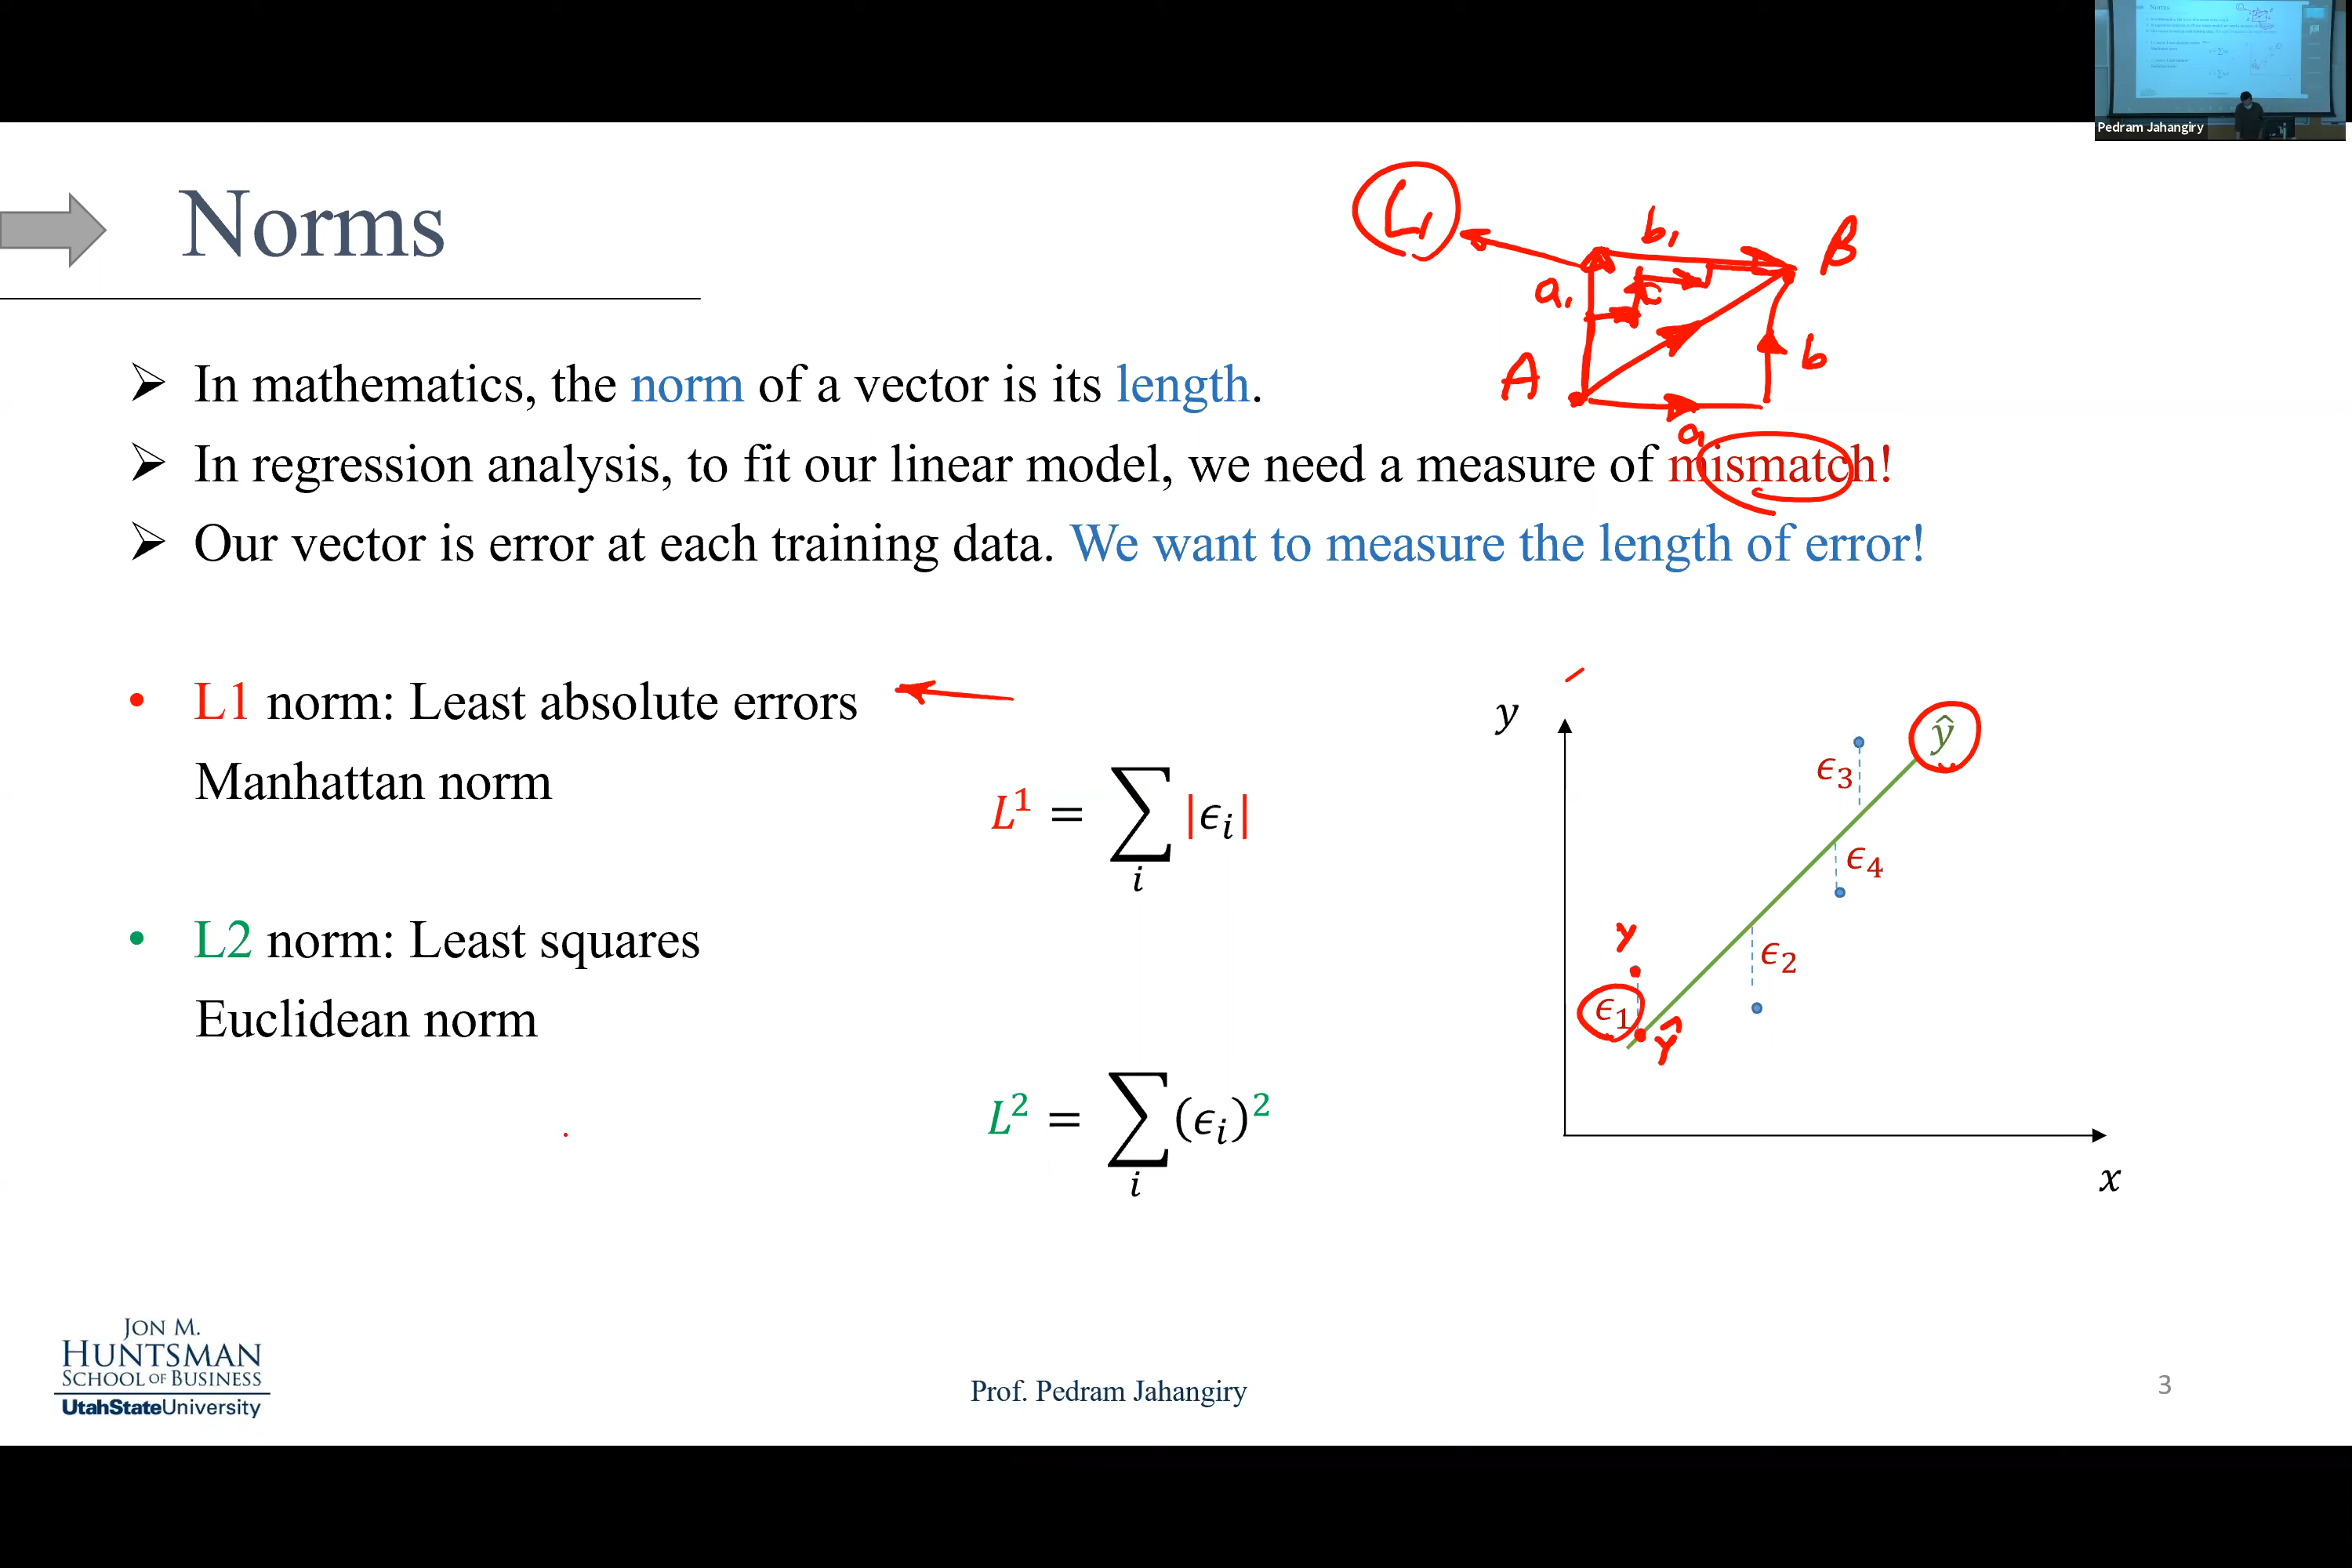 Pedram Jahangiry
Norms
L1
b1
B
a1
c
A
b
a
➢ In mathematics, the norm of a vector is its length.
➢ In regression analysis, to fit our linear model, we need a measure of mismatch!
➢ Our vector is error at each training data. We want to measure the length of error!
• L1 norm: Least absolute errors
Manhattan norm
L¹ = ∑ᵢ |ϵᵢ|
• L2 norm: Least squares
Euclidean norm
L² = ∑ᵢ (ϵᵢ)²
y
ŷ
ϵ₃
ϵ₄
y
ϵ₂
ϵ₁
ŷ
x
JON M.
HUNTSMAN
SCHOOL OF BUSINESS
UtahStateUniversity
Prof. Pedram Jahangiry
3